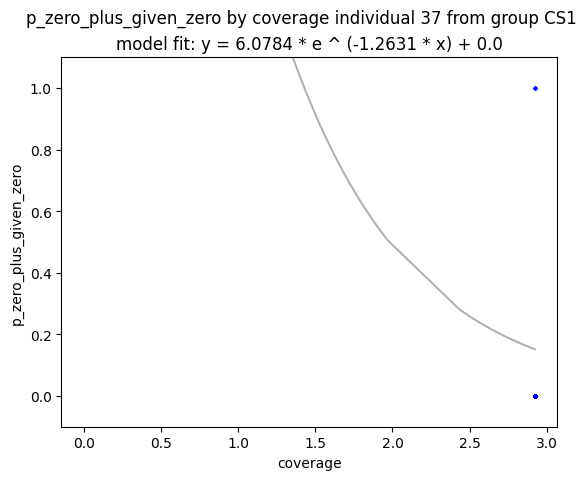 p_zero_plus_given_zero by coverage individual 37 from group CS1
model fit: y = 6.0784 * e ^ (-1.2631 * x) + 0.0
1.0
0.8
0.6
0.4
0.2
0.0
p_zero_plus_given_zero
0.0 0.5 1.0 1.5 2.0 2.5 3.0
coverage